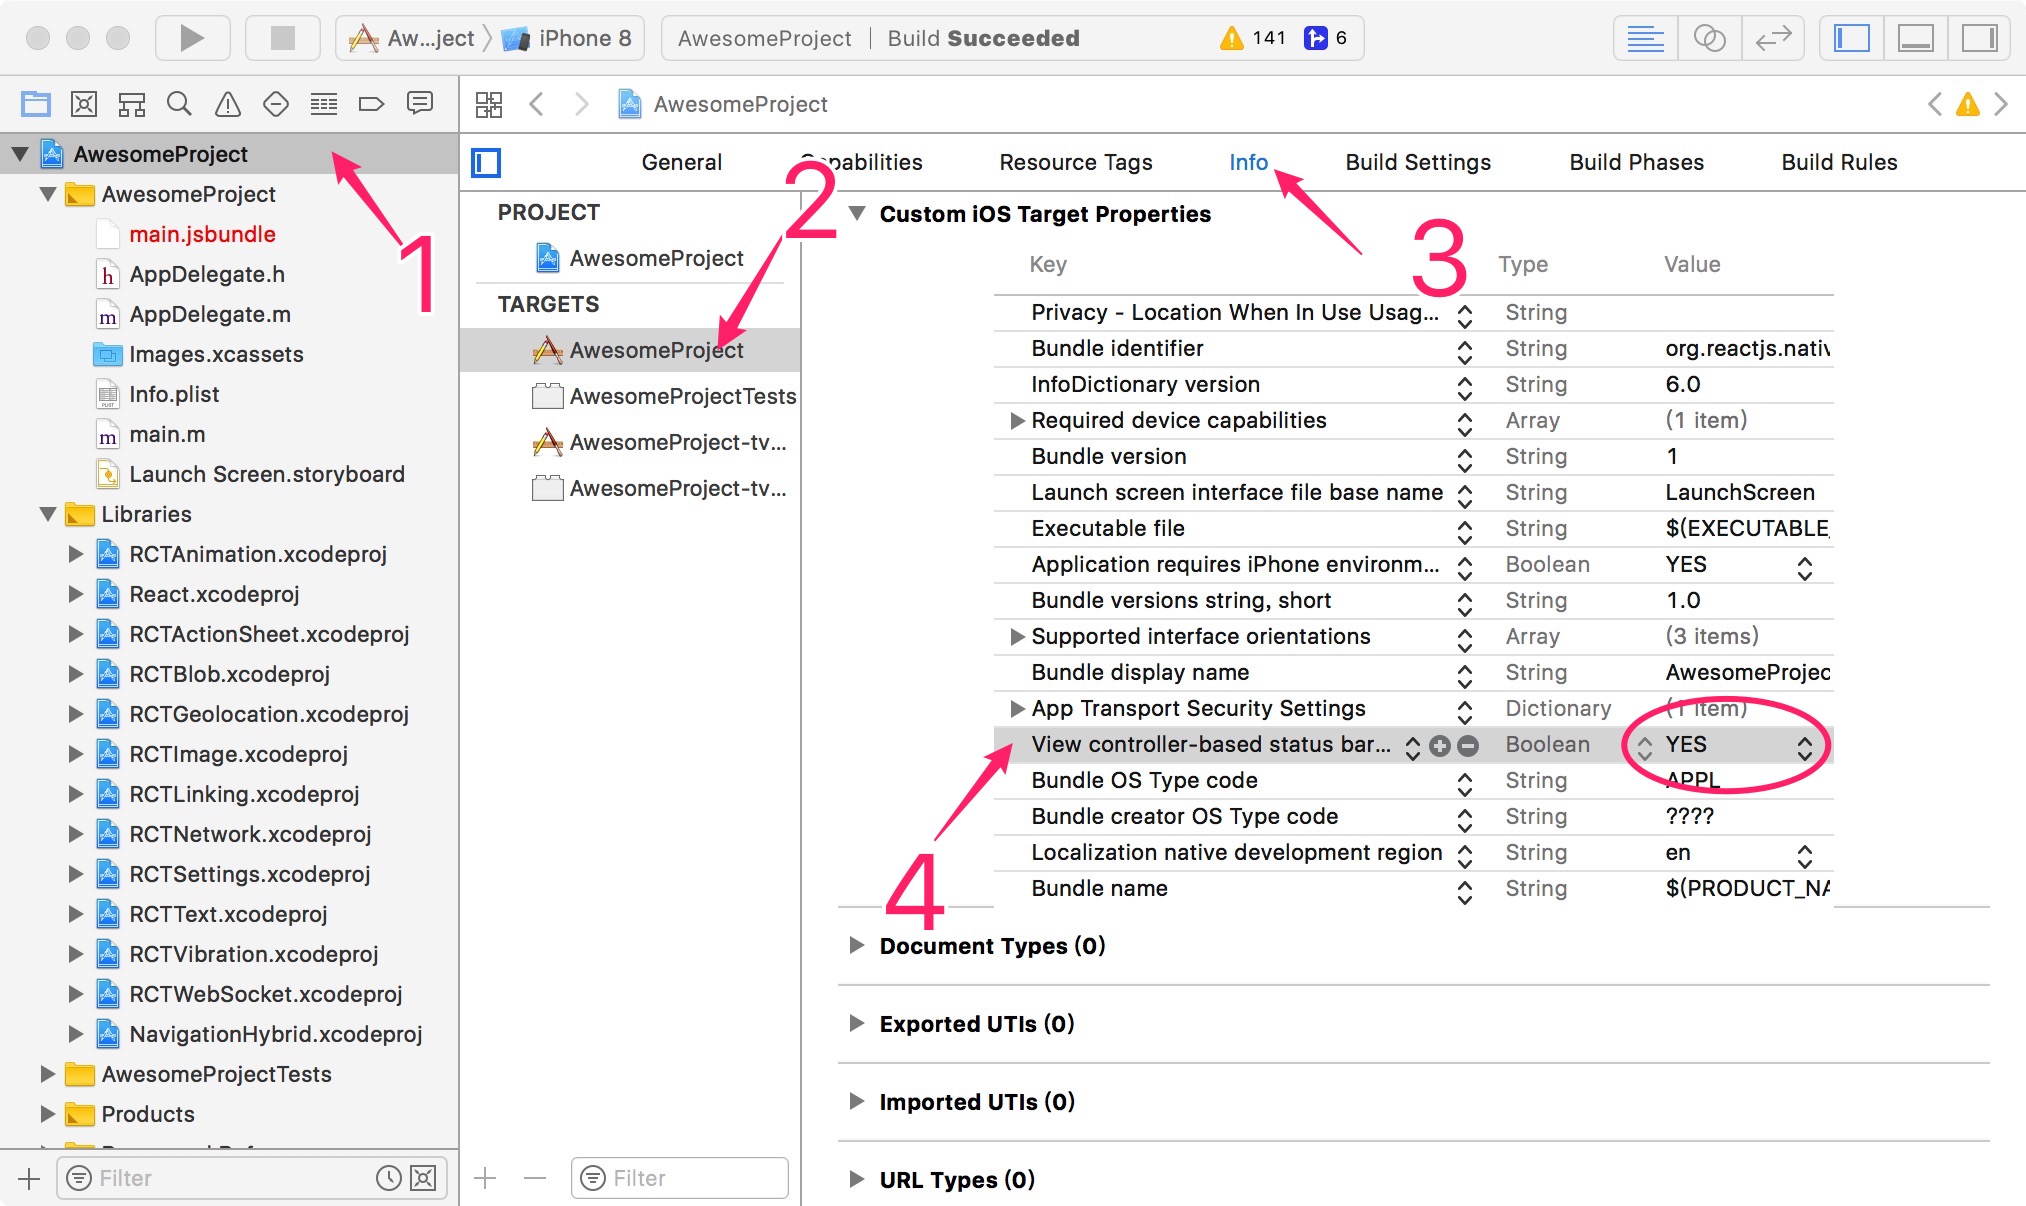 Aw...ject
iPhone 8
AwesomeProject | Build Succeeded
141
6
AwesomeProject
AwesomeProject
AwesomeProject
main.jsbundle
AppDelegate.h
AppDelegate.m
Images.xcassets
Info.plist
main.m
Launch Screen.storyboard
Libraries
RCTAnimation.xcodeproj
React.xcodeproj
RCTActionSheet.xcodeproj
RCTBlob.xcodeproj
RCTGeolocation.xcodeproj
RCTImage.xcodeproj
RCTLinking.xcodeproj
RCTNetwork.xcodeproj
RCTSettings.xcodeproj
RCTText.xcodeproj
RCTVibration.xcodeproj
RCTWebSocket.xcodeproj
NavigationHybrid.xcodeproj
AwesomeProjectTests
Products
Filter
1
General Capabilities Resource Tags Info Build Settings Build Phases Build Rules
2
3
PROJECT
AwesomeProject
TARGETS
AwesomeProject
AwesomeProjectTests
AwesomeProject-tv...
AwesomeProject-tv...
Filter
Custom iOS Target Properties
Key Type Value
Privacy - Location When In Use Usag... String
Bundle identifier String org.reactjs.nativ
InfoDictionary version String 6.0
Required device capabilities Array (1 item)
Bundle version String 1
Launch screen interface file base name String LaunchScreen
Executable file String $(EXECUTABLE_
Application requires iPhone environm... Boolean YES
Bundle versions string, short String 1.0
Supported interface orientations Array (3 items)
Bundle display name String AwesomeProjec
App Transport Security Settings Dictionary (1 item)
View controller-based status bar... Boolean YES
Bundle OS Type code String APPL
Bundle creator OS Type code String ????
Localization native development region String en
Bundle name String $(PRODUCT_NA
4
Document Types (0)
Exported UTIs (0)
Imported UTIs (0)
URL Types (0)